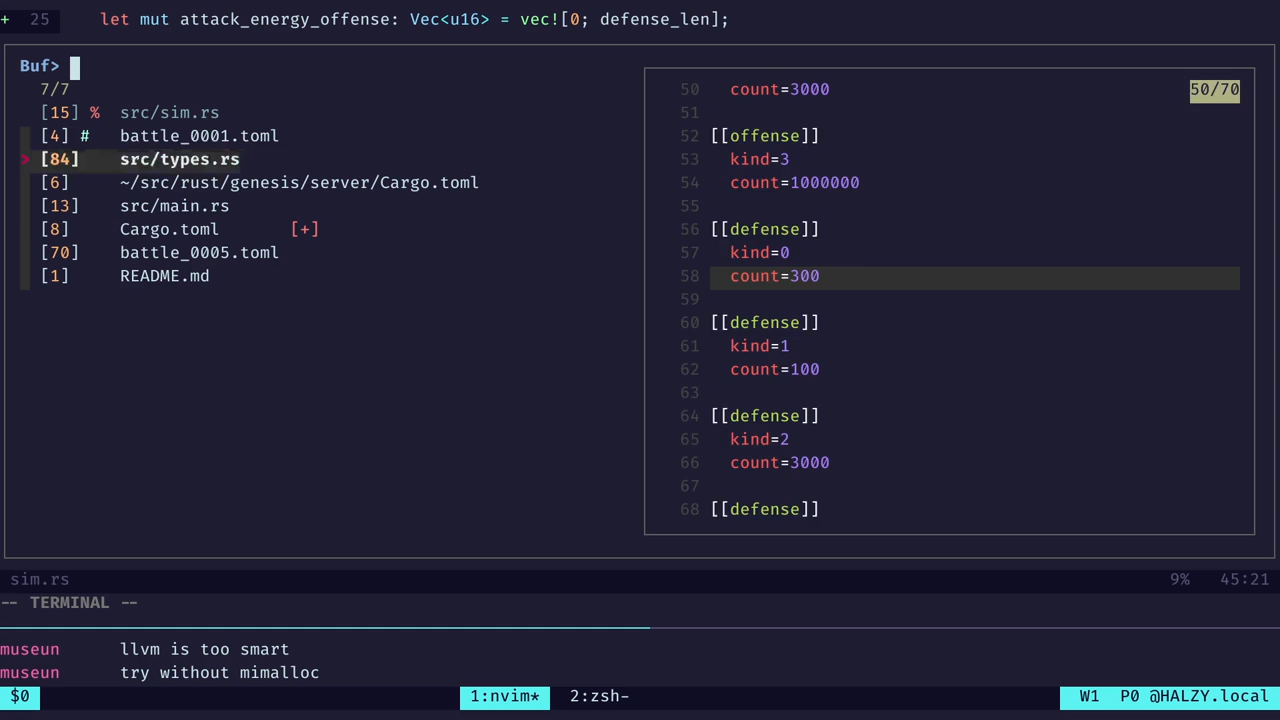 + 25 let mut attack_energy_offense: Vec<u16> = vec![0; defense_len];
Buf>
7/7
[15] % src/sim.rs
[4] # battle_0001.toml
> [84] src/types.rs
[6] ~/src/rust/genesis/server/Cargo.toml
[13] src/main.rs
[8] Cargo.toml [+]
[70] battle_0005.toml
[1] README.md
50 count=3000 50/70
51
52 [[offense]]
53 kind=3
54 count=1000000
55
56 [[defense]]
57 kind=0
58 count=300
59
60 [[defense]]
61 kind=1
62 count=100
63
64 [[defense]]
65 kind=2
66 count=3000
67
68 [[defense]]
sim.rs 9% 45:21
-- TERMINAL --
museun llvm is too smart
museun try without mimalloc
$0 1:nvim* 2:zsh- W1 P0 @HALZY.local